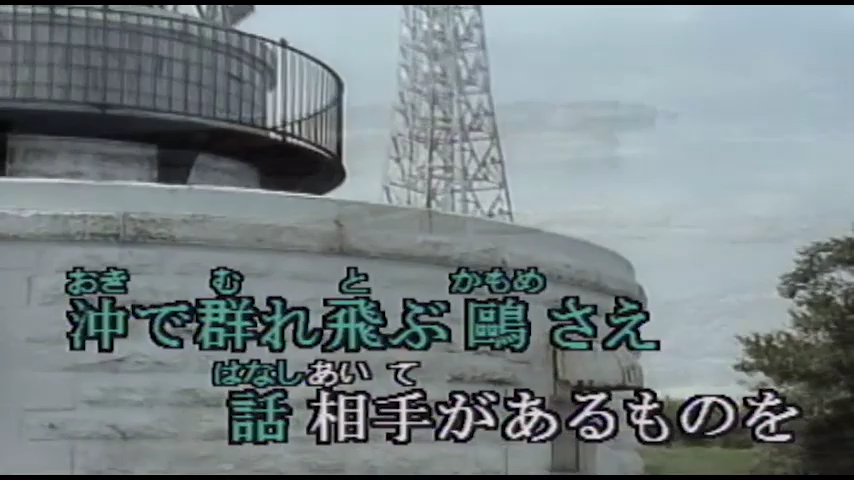 おき む と かもめ
沖で群れ飛ぶ 鷗 さえ
はなし あい て
話 相手があるものを